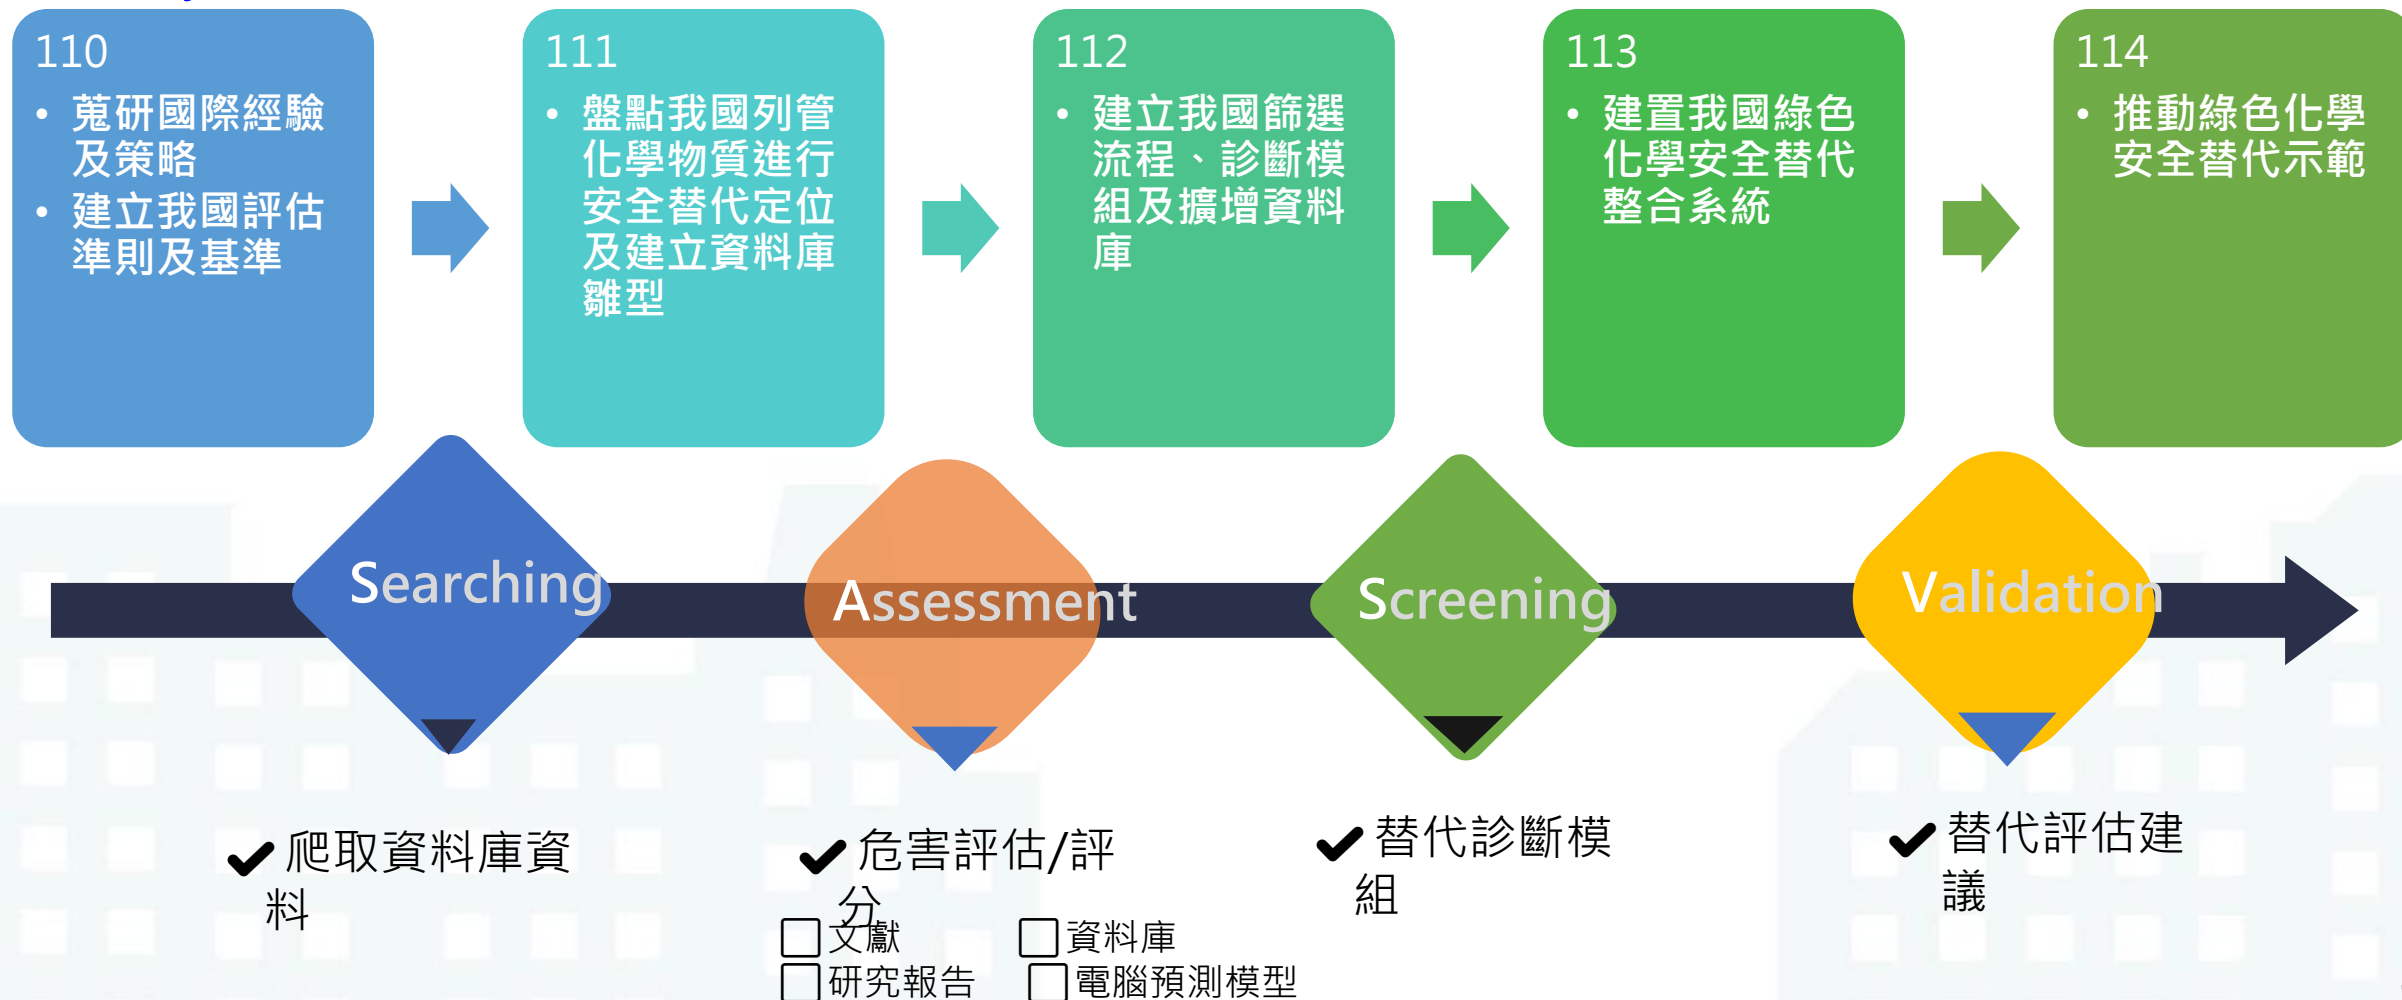 110
• 蒐研國際經驗
及策略
• 建立我國評估
準則及基準
111
• 盤點我國列管
化學物質進行
安全替代定位
及建立資料庫
雛型
112
• 建立我國篩選
流程、診斷模
組及擴增資料
庫
113
• 建置我國綠色
化學安全替代
整合系統
114
• 推動綠色化學
安全替代示範
Searching
Assessment
Screening
Validation
✔ 爬取資料庫資
料
✔ 危害評估/評
分
□文獻 □資料庫
□研究報告 □電腦預測模型
✔ 替代診斷模
組
✔ 替代評估建
議